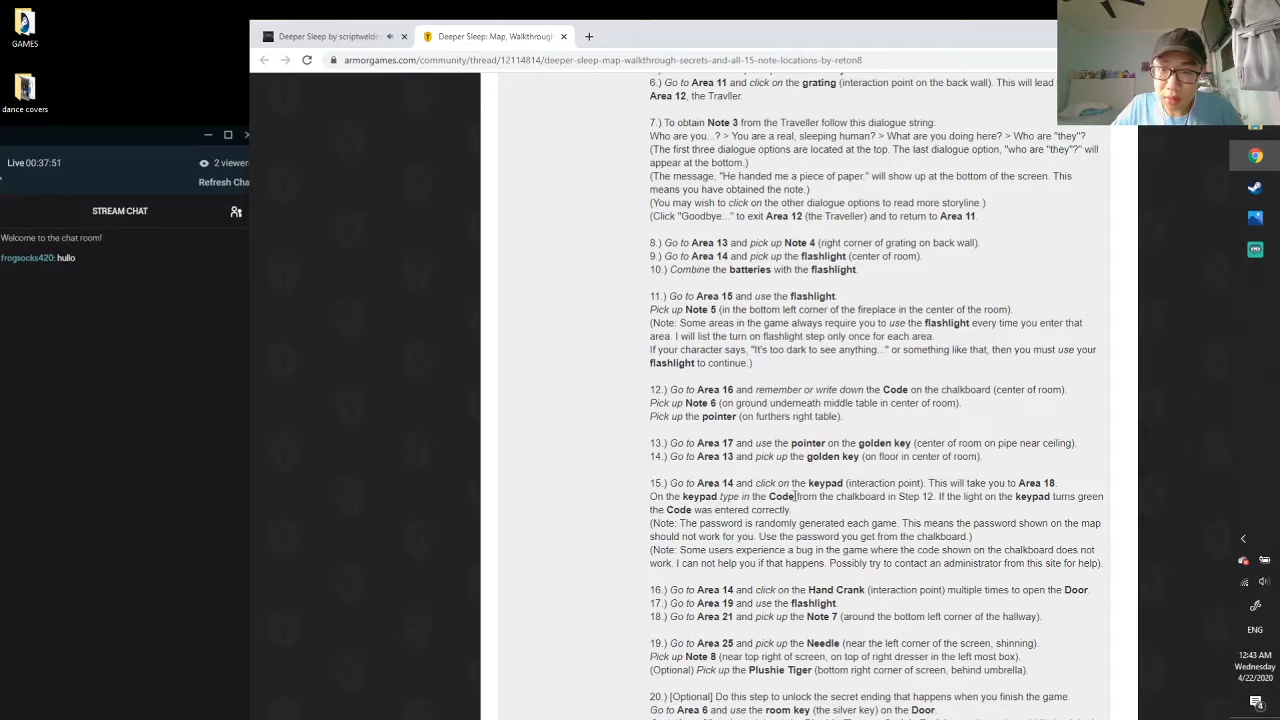 GAMES
dance covers
Deeper Sleep by scriptwelder
Deeper Sleep: Map, Walkthrough
armorgames.com/community/thread/12114814/deeper-sleep-map-walkthrough-secrets-and-all-15-note-locations-by-reton8
Live 00:37:51
2 viewers
Refresh Cha
STREAM CHAT
Welcome to the chat room!
frogsocks420: hullo
6.) Go to Area 11 and click on the grating (interaction point on the back wall). This will lead
Area 12, the Travller.
7.) To obtain Note 3 from the Traveller follow this dialogue string:
Who are you...? > You are a real, sleeping human? > What are you doing here? > Who are "they"?
(The first three dialogue options are located at the top. The last dialogue option, "who are "they"?" will
appear at the bottom.)
(The message, "He handed me a piece of paper." will show up at the bottom of the screen. This
means you have obtained the note.)
(You may wish to click on the other dialogue options to read more storyline.)
(Click "Goodbye..." to exit Area 12 (the Traveller) and to return to Area 11.
8.) Go to Area 13 and pick up Note 4 (right corner of grating on back wall).
9.) Go to Area 14 and pick up the flashlight (center of room).
10.) Combine the batteries with the flashlight.
11.) Go to Area 15 and use the flashlight.
Pick up Note 5 (in the bottom left corner of the fireplace in the center of the room).
(Note: Some areas in the game always require you to use the flashlight every time you enter that
area. I will list the turn on flashlight step only once for each area.
If your character says, "It's too dark to see anything..." or something like that, then you must use your
flashlight to continue.)
12.) Go to Area 16 and remember or write down the Code on the chalkboard (center of room).
Pick up Note 6 (on ground underneath middle table in center of room).
Pick up the pointer (on furthers right table).
13.) Go to Area 17 and use the pointer on the golden key (center of room on pipe near ceiling).
14.) Go to Area 13 and pick up the golden key (on floor in center of room).
15.) Go to Area 14 and click on the keypad (interaction point). This will take you to Area 18.
On the keypad type in the Code from the chalkboard in Step 12. If the light on the keypad turns green
the Code was entered correctly.
(Note: The password is randomly generated each game. This means the password shown on the map
should not work for you. Use the password you get from the chalkboard.)
(Note: Some users experience a bug in the game where the code shown on the chalkboard does not
work. I can not help you if that happens. Possibly try to contact an administrator from this site for help).
16.) Go to Area 14 and click on the Hand Crank (interaction point) multiple times to open the Door.
17.) Go to Area 19 and use the flashlight.
18.) Go to Area 21 and pick up the Note 7 (around the bottom left corner of the hallway).
19.) Go to Area 25 and pick up the Needle (near the left corner of the screen, shinning).
Pick up Note 8 (near top right of screen, on top of right dresser in the left most box).
(Optional) Pick up the Plushie Tiger (bottom right corner of screen, behind umbrella).
20.) [Optional] Do this step to unlock the secret ending that happens when you finish the game.
Go to Area 6 and use the room key (the silver key) on the Door.
ENG
12:43 AM
Wednesday
4/22/2020
4